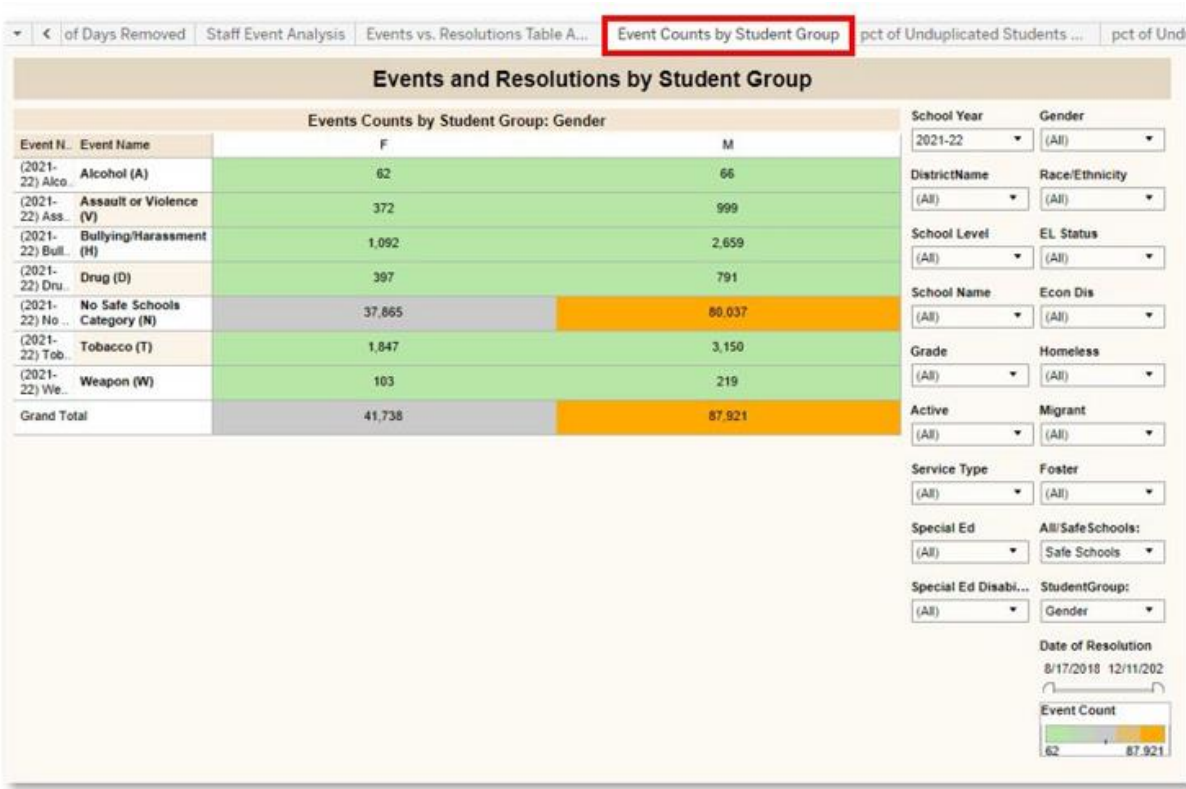 of Days Removed Staff Event Analysis Events vs. Resolutions Table A... Event Counts by Student Group pct of Unduplicated Students ... pct of Und
Events and Resolutions by Student Group
Events Counts by Student Group: Gender
Event N.. Event Name F M
(2021-22) Alco.. Alcohol (A) 62 66
(2021-22) Ass.. Assault or Violence (V) 372 999
(2021-22) Bull.. Bullying/Harassment (H) 1,092 2,659
(2021-22) Dru.. Drug (D) 397 791
(2021-22) No .. No Safe Schools Category (N) 37,865 80,037
(2021-22) Tob.. Tobacco (T) 1,847 3,150
(2021-22) We.. Weapon (W) 103 219
Grand Total 41,738 87,921
School Year Gender
2021-22 (All)
DistrictName Race/Ethnicity
(All) (All)
School Level EL Status
(All) (All)
School Name Econ Dis
(All) (All)
Grade Homeless
(All) (All)
Active Migrant
(All) (All)
Service Type Foster
(All) (All)
Special Ed All/SafeSchools:
(All) Safe Schools
Special Ed Disabi... StudentGroup:
(All) Gender
Date of Resolution
8/17/2018 12/11/202
Event Count
62 87,921